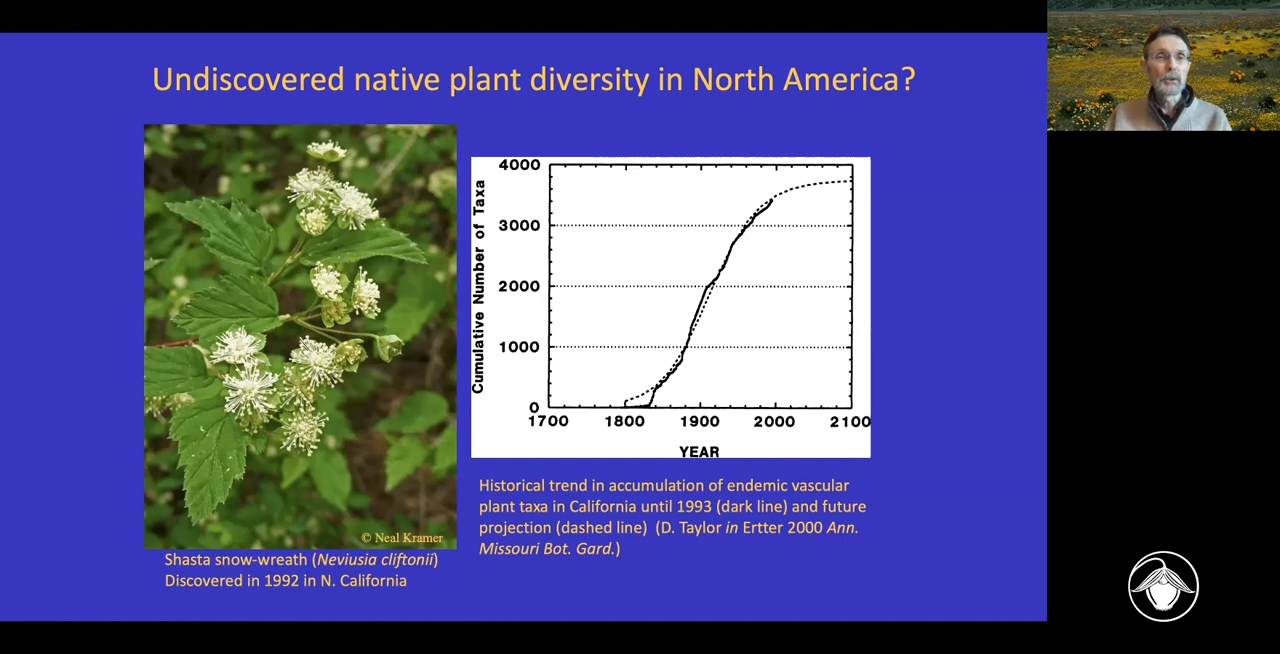 Undiscovered native plant diversity in North America?
© Neal Kramer
Shasta snow-wreath (Neviusia cliftonii)
Discovered in 1992 in N. California
Cumulative Number of Taxa
4000
3000
2000
1000
0
1700 1800 1900 2000 2100
YEAR
Historical trend in accumulation of endemic vascular
plant taxa in California until 1993 (dark line) and future
projection (dashed line) (D. Taylor in Ertter 2000 Ann.
Missouri Bot. Gard.)